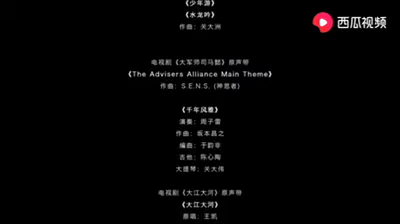 《少年游》
西瓜视频
《水龙吟》
作曲：关大洲
电视剧《大军师司马懿》原声带
《The Advisers Alliance Main Theme》
作曲：S.E.N.S. (神思者)
《千年风雅》
演奏：周子雷
作曲：坂本昌之
编曲：于韵非
吉他：陈心陶
大提琴：关大伟
电视剧《大江大河》原声带
《大江大河》
原唱：王凯